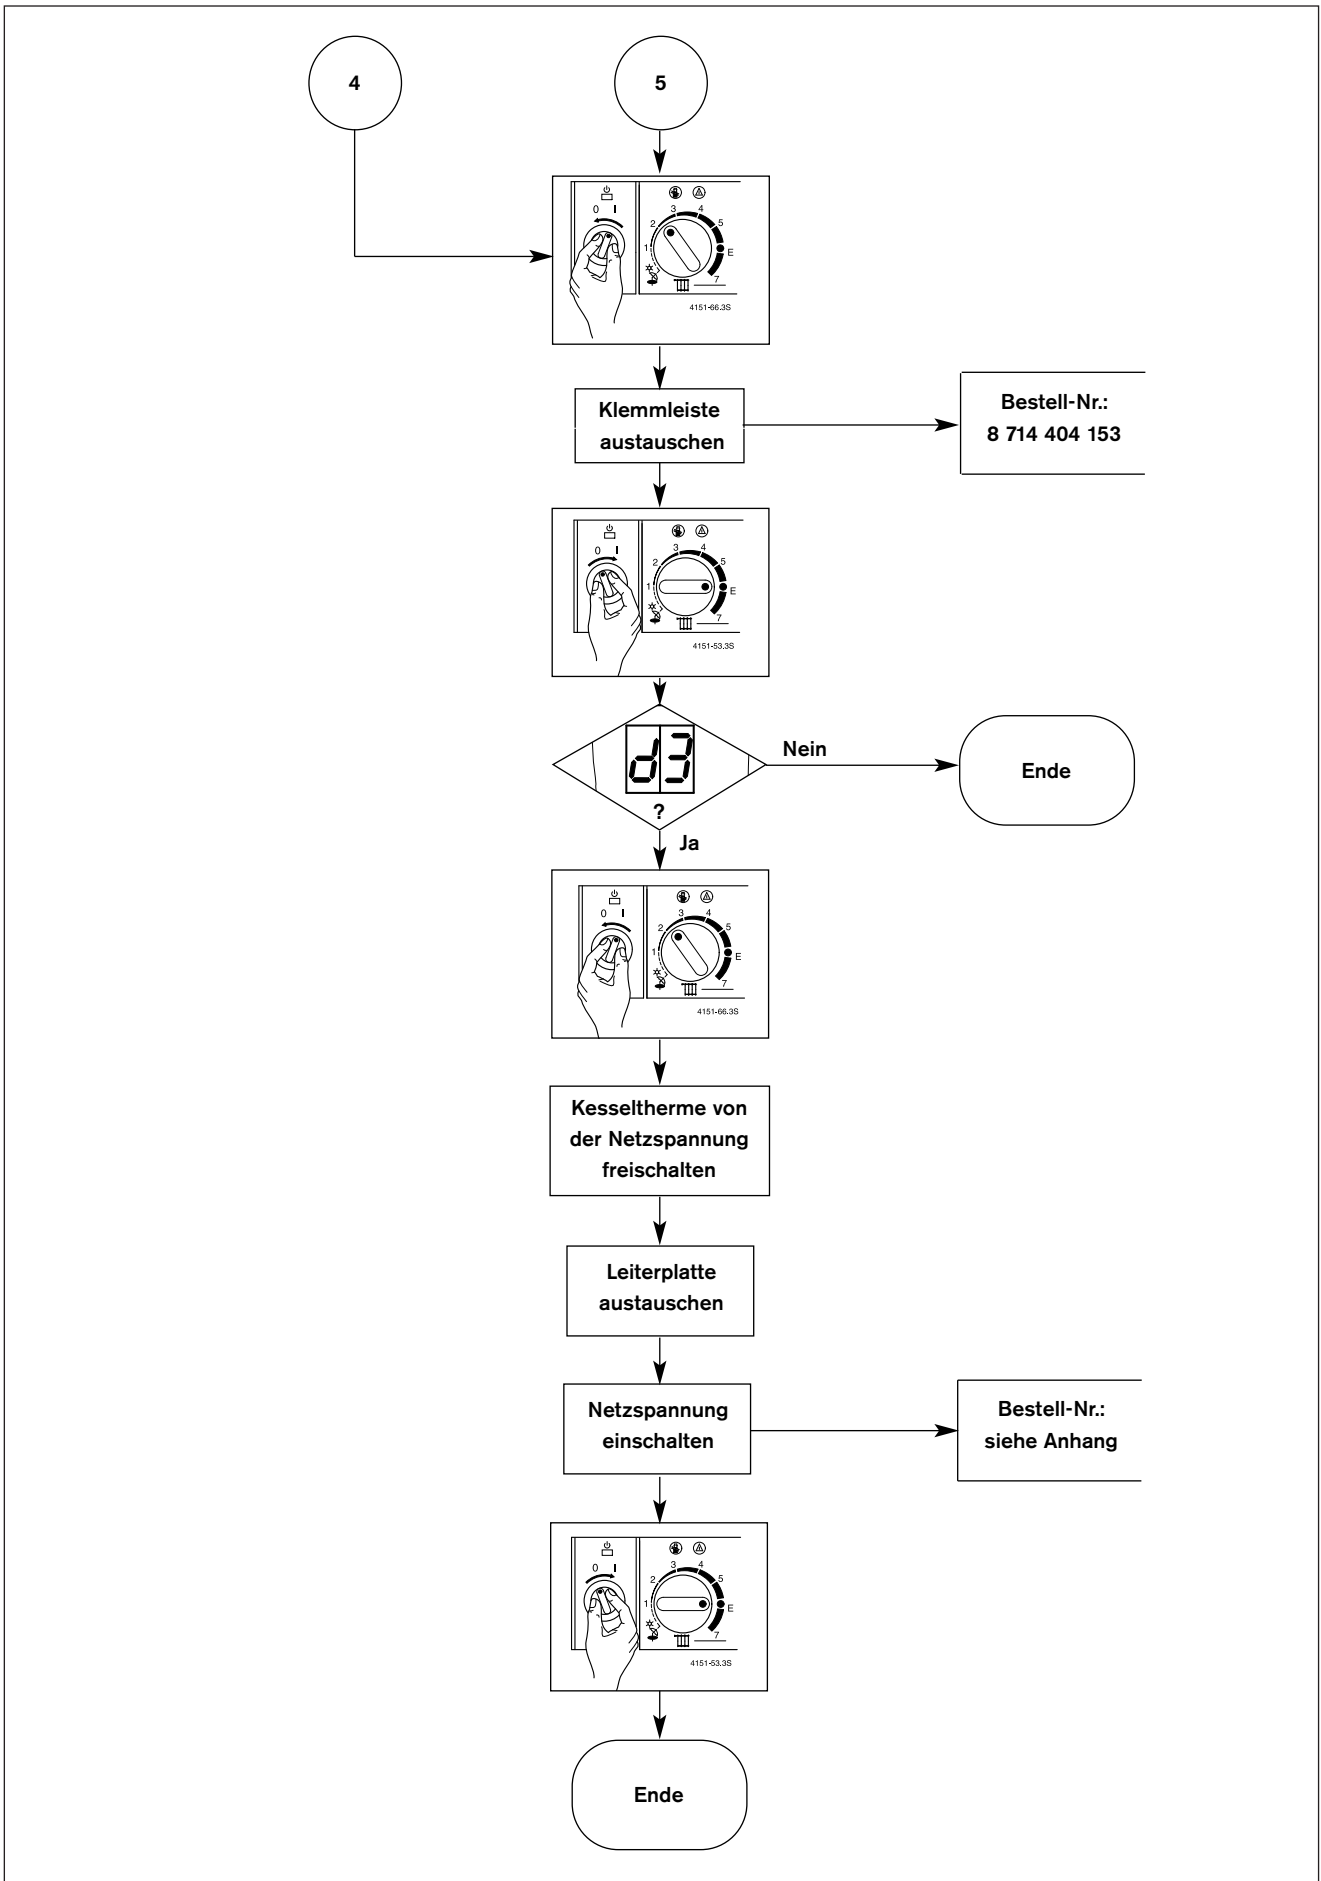 4
5
0 I
1 2 3 4 5 E 7
4151-66.3S
Klemmleiste
austauschen
Bestell-Nr.:
8 714 404 153
0 I
1 2 3 4 5 E 7
4151-53.3S
d3
?
Nein
Ende
Ja
0 I
1 2 3 4 5 E 7
4151-66.3S
Kesseltherme von
der Netzspannung
freischalten
Leiterplatte
austauschen
Netzspannung
einschalten
Bestell-Nr.:
siehe Anhang
0 I
1 2 3 4 5 E 7
4151-53.3S
Ende